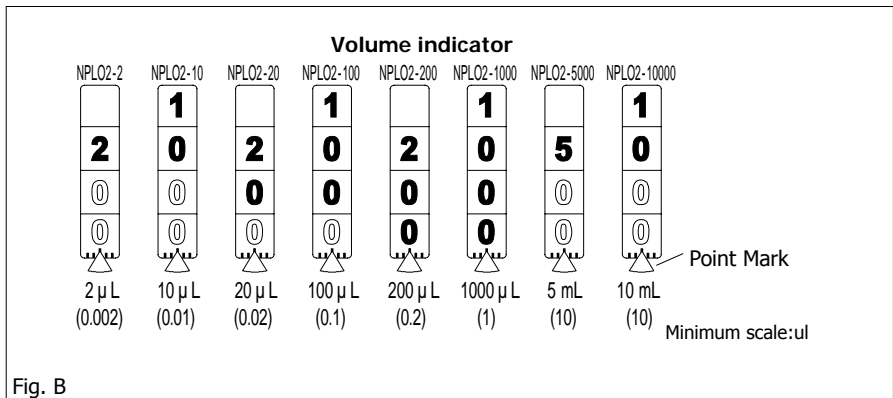 Volume indicator
NPLO2-2 NPLO2-10 NPLO2-20 NPLO2-100 NPLO2-200 NPLO2-1000 NPLO2-5000 NPLO2-10000
1 1 1 1
2 0 2 0 2 0 5 0
0 0 0 0 0 0 0 0
0 0 0 0 0 0 0 0
Point Mark
2 µ L 10 µ L 20 µ L 100 µ L 200 µ L 1000 µ L 5 mL 10 mL
(0.002) (0.01) (0.02) (0.1) (0.2) (1) (10) (10)
Minimum scale:ul
Fig. B